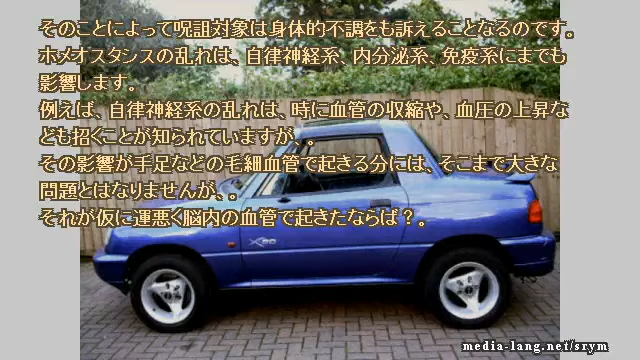 そのことによって呪詛対象は身体的不調をも訴えることなるのです。
ホメオスタシスの乱れは、自律神経系、内分泌系、免疫系にまでも
影響します。
例えば、自律神経系の乱れは、時に血管の収縮や、血圧の上昇な
ども招くことが知られていますが、。
その影響が手足などの毛細血管で起きる分には、そこまで大きな
問題とはなりませんが、。
それが仮に運悪く脳内の血管で起きたならば？。
X90
media-lang.net/srym